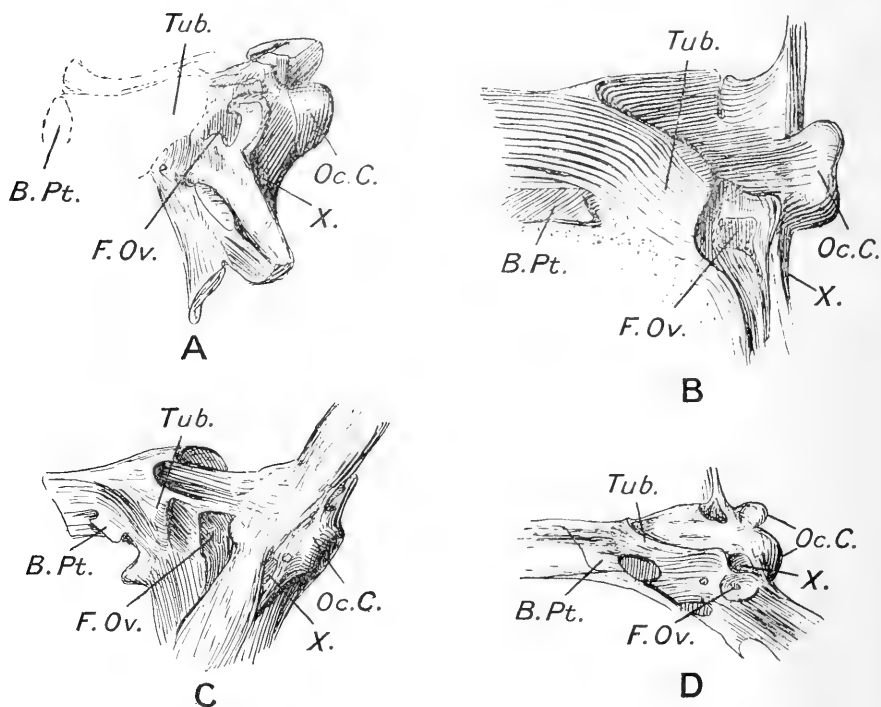 Tub.
B.Pt.
Oc.C.
F.Ov.
X.
A
Tub.
B.Pt.
Oc.C.
F.Ov.
X.
B
Tub.
B.Pt.
F.Ov.
Oc.C.
X.
C
Tub.
Oc.C.
B.Pt.
X.
F.Ov.
D